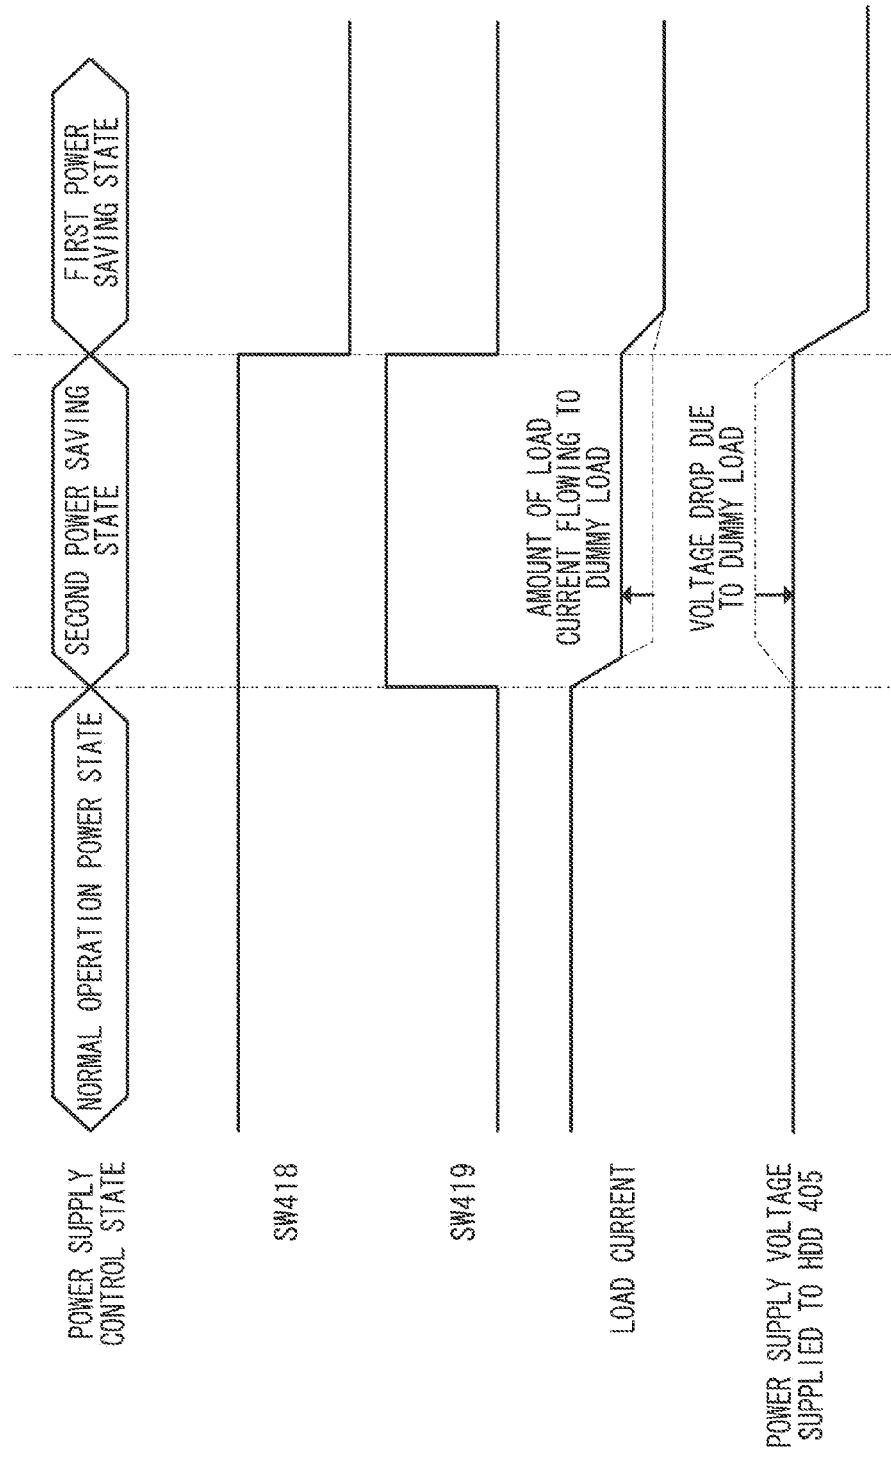 POWER SUPPLY
CONTROL STATE
NORMAL OPERATION POWER STATE
SECOND POWER SAVING
STATE
FIRST POWER
SAVING STATE
SW418
SW419
LOAD CURRENT
AMOUNT OF LOAD
CURRENT FLOWING TO
DUMMY LOAD
POWER SUPPLY VOLTAGE
SUPPLIED TO HDD 405
VOLTAGE DROP DUE
TO DUMMY LOAD